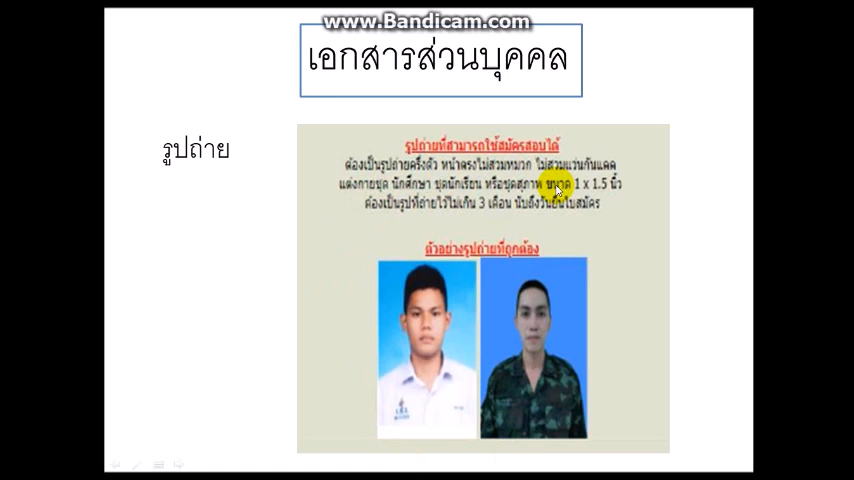 www.Bandicam.com
เอกสารส่วนบุคคล
รูปถ่าย
รูปถ่ายที่สามารถใช้สมัครสอบได้
ต้องเป็นรูปถ่ายครึ่งตัว หน้าตรงไม่สวมหมวก ไม่สวมแว่นกันแดด
แต่งกายชุด นักศึกษา ชุดนักเรียน หรือชุดสุภาพ ขนาด 1 x 1.5 นิ้ว
ต้องเป็นรูปที่ถ่ายไว้ไม่เกิน 3 เดือน นับถึงวันยื่นใบสมัคร
ตัวอย่างรูปถ่ายที่ถูกต้อง